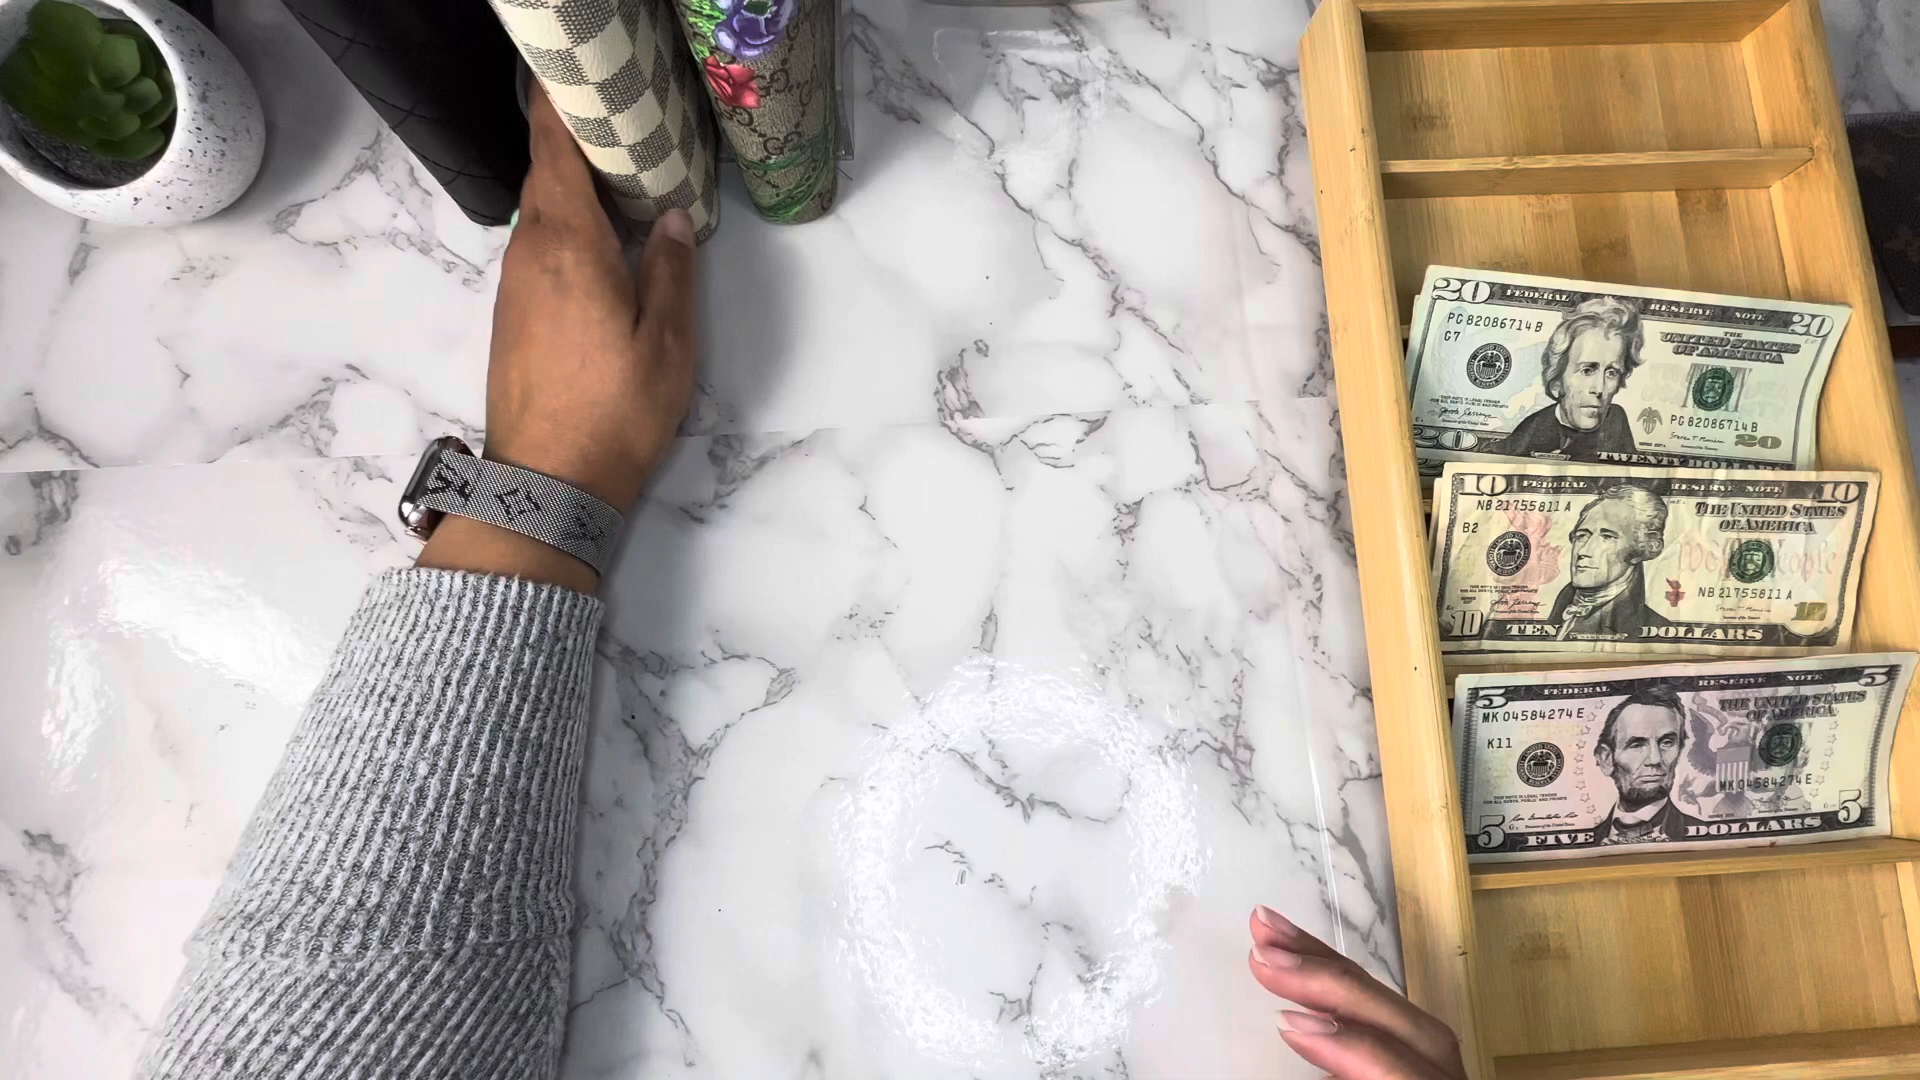 20 FEDERAL RESERVE NOTE 20
PG 82086714 B
THE
UNITED STATES
OF AMERICA
G7
PG 82086714 B
20 20
TWENTY DOLLARS
10 FEDERAL RESERVE NOTE 10
NB 21755811 A
THE UNITED STATES
OF AMERICA
B2
We the People
NB 21755811 A
10 TEN DOLLARS 10
5 FEDERAL RESERVE NOTE 5
MK 04584274 E
THE UNITED STATES
OF AMERICA
K11
MK 04584274 E
5 FIVE DOLLARS 5